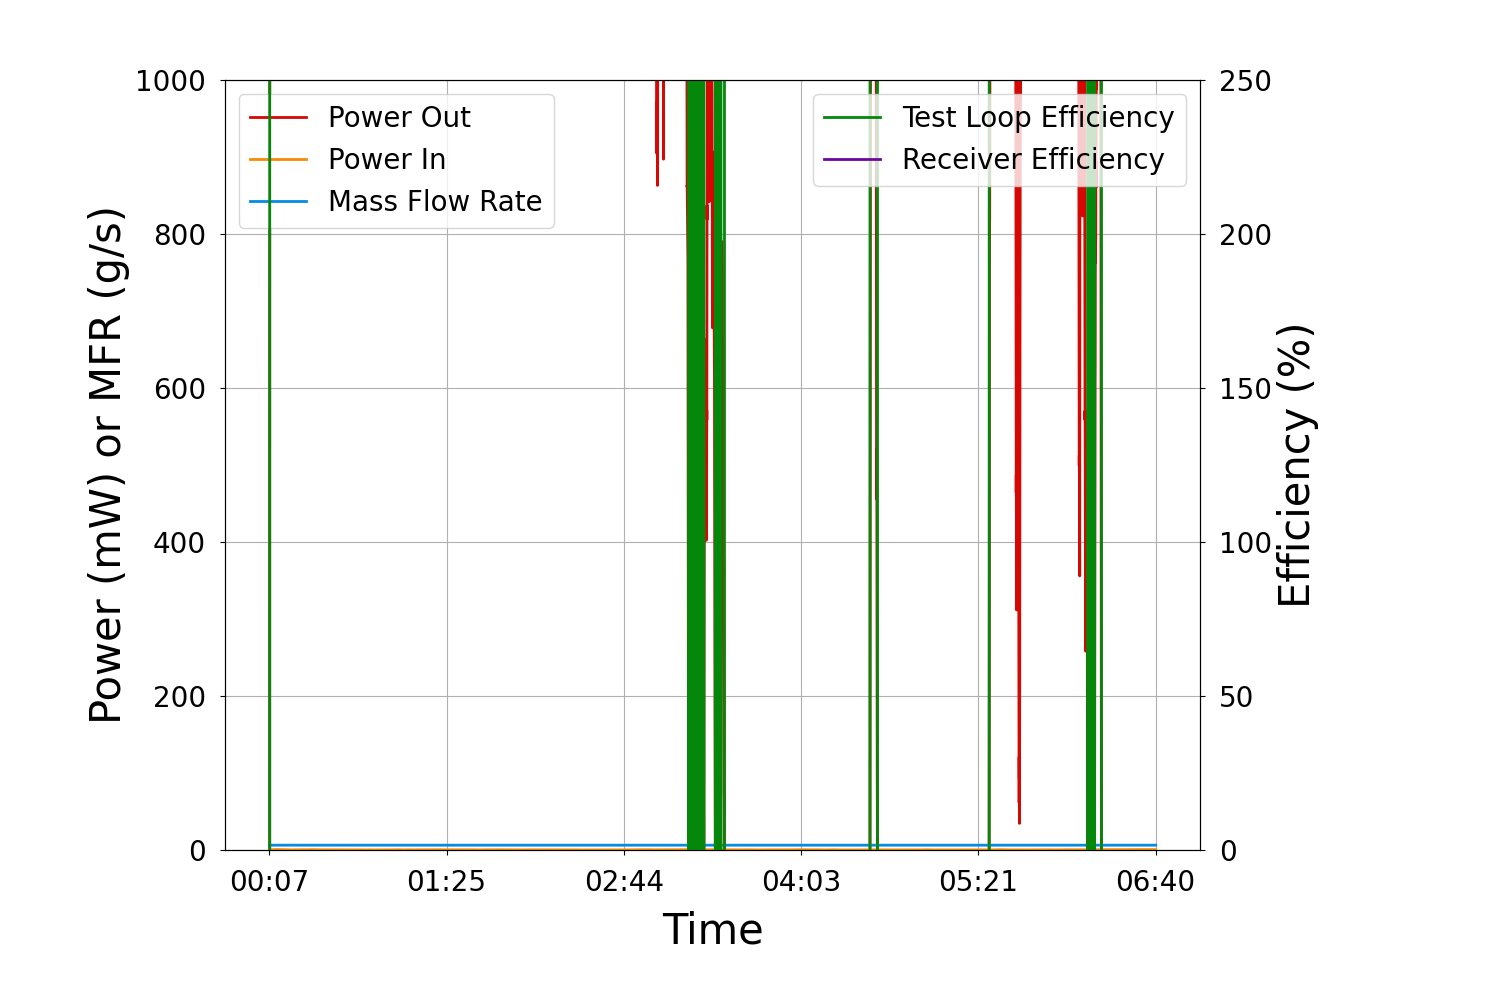 1000
800
600
400
200
0
Power (mW) or MFR (g/s)
Power Out
Power In
Mass Flow Rate
Test Loop Efficiency
Receiver Efficiency
250
200
150
100
50
0
Efficiency (%)
00:07 01:25 02:44 04:03 05:21 06:40
Time